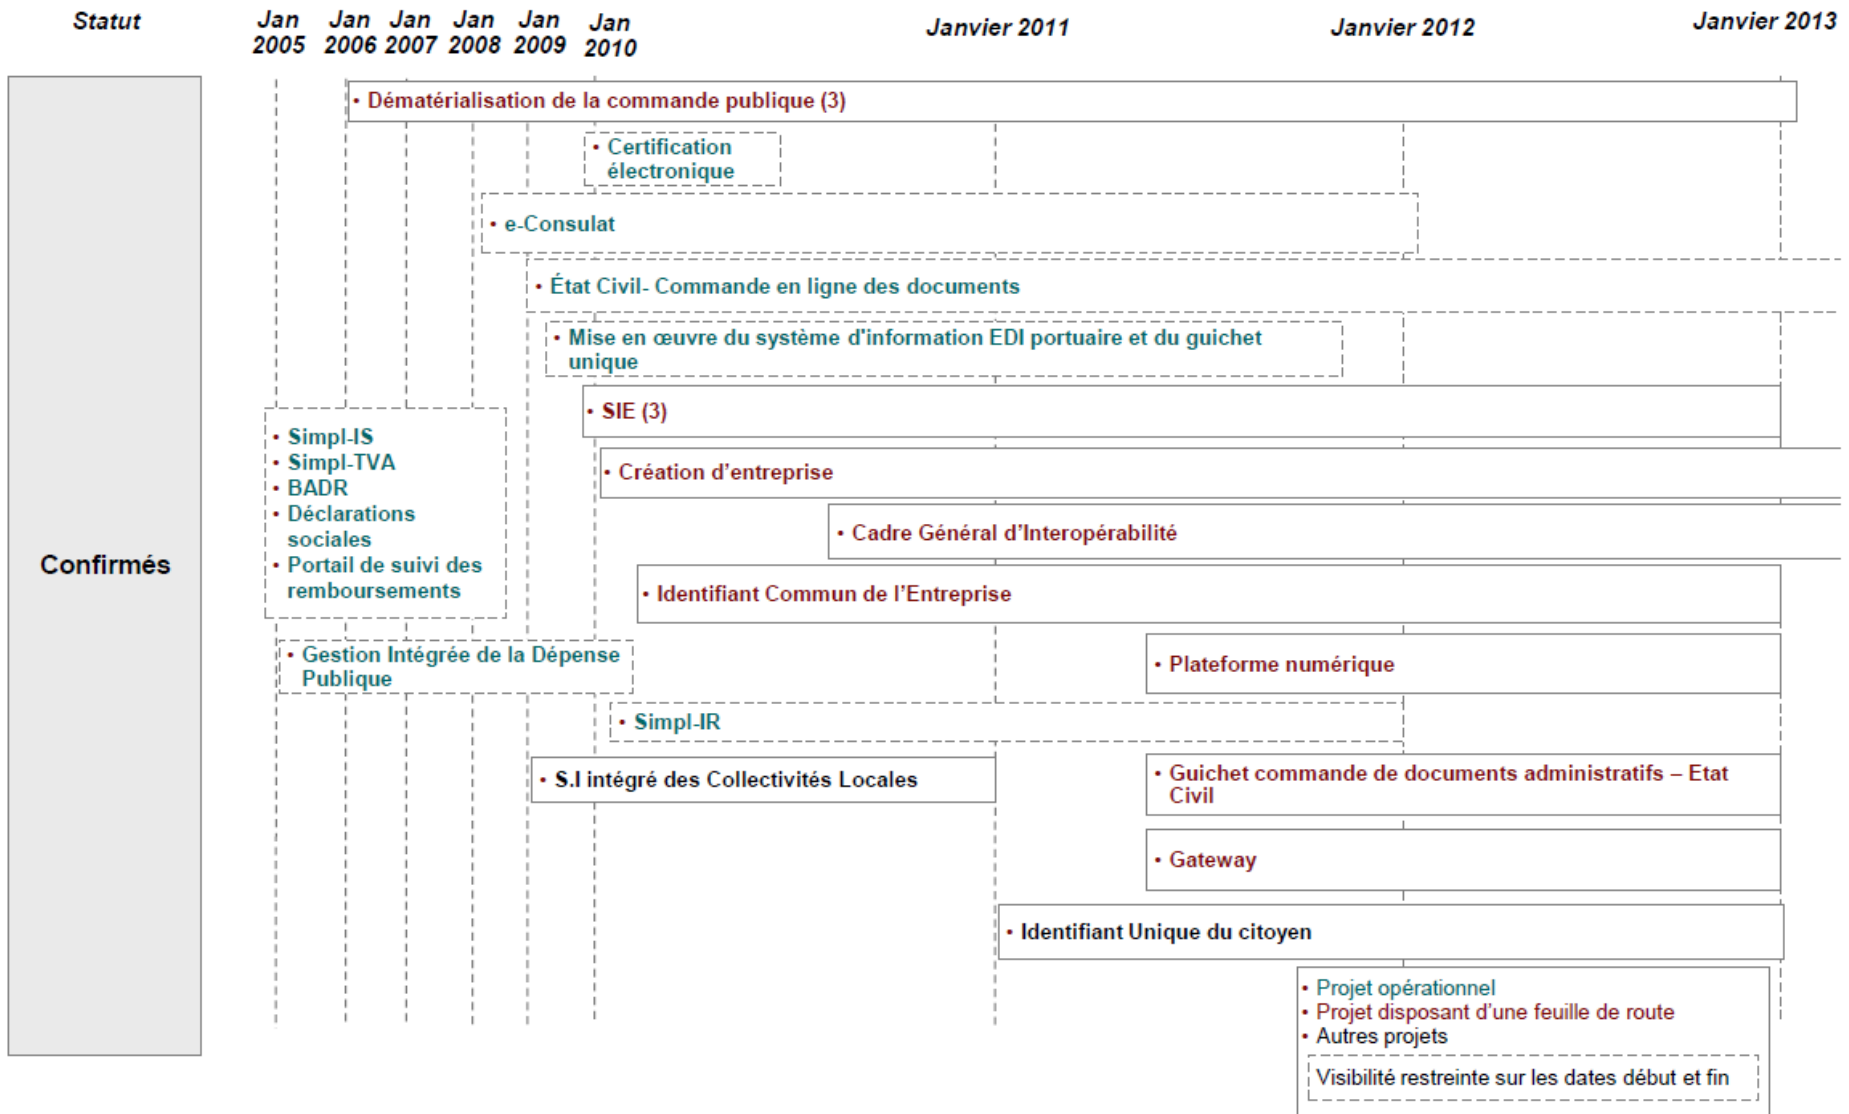 Statut
Jan 2005
Jan 2006
Jan 2007
Jan 2008
Jan 2009
Jan 2010
Janvier 2011
Janvier 2012
Janvier 2013
Confirmés
• Dématérialisation de la commande publique (3)
• Certification
électronique
• e-Consulat
• État Civil- Commande en ligne des documents
• Mise en œuvre du système d'information EDI portuaire et du guichet
unique
• SIE (3)
• Simpl-IS
• Simpl-TVA
• BADR
• Déclarations
sociales
• Portail de suivi des
remboursements
• Création d’entreprise
• Cadre Général d’Interopérabilité
• Identifiant Commun de l’Entreprise
• Gestion Intégrée de la Dépense
Publique
• Plateforme numérique
• Simpl-IR
• S.I intégré des Collectivités Locales
• Guichet commande de documents administratifs – Etat
Civil
• Gateway
• Identifiant Unique du citoyen
• Projet opérationnel
• Projet disposant d’une feuille de route
• Autres projets
Visibilité restreinte sur les dates début et fin